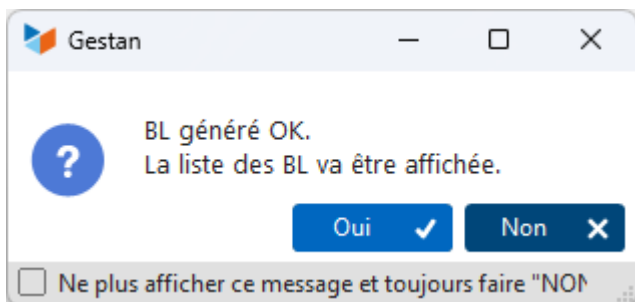 Gestan
BL généré OK.
La liste des BL va être affichée.
Oui
Non
Ne plus afficher ce message et toujours faire "NON